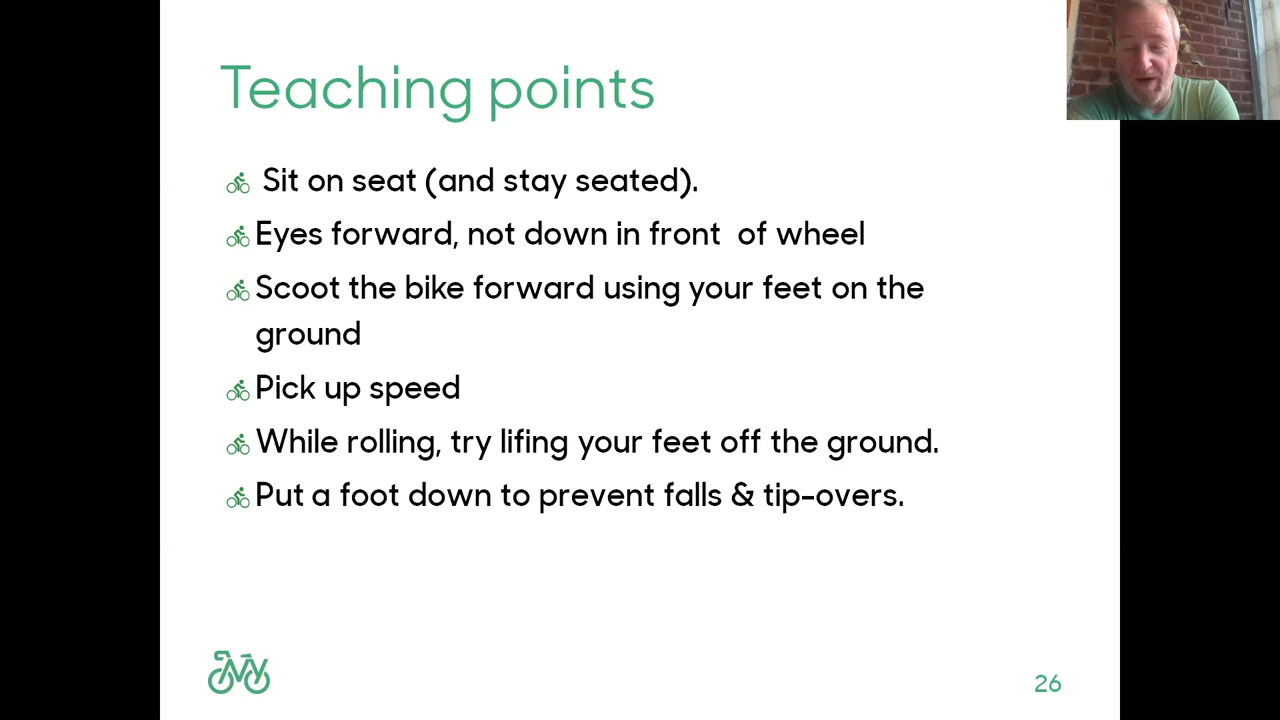 Teaching points
Sit on seat (and stay seated).
Eyes forward, not down in front of wheel
Scoot the bike forward using your feet on the
ground
Pick up speed
While rolling, try lifing your feet off the ground.
Put a foot down to prevent falls & tip-overs.
26